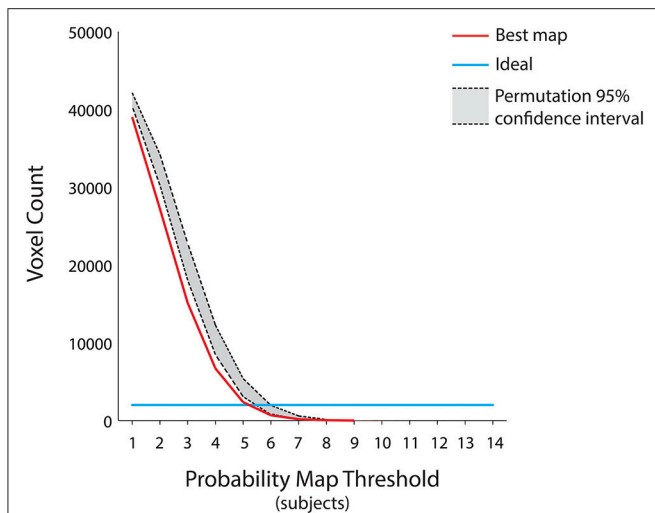 50000
40000
30000
20000
10000
0
Voxel Count
Best map
Ideal
Permutation 95%
confidence interval
1 2 3 4 5 6 7 8 9 10 11 12 13 14
Probability Map Threshold
(subjects)